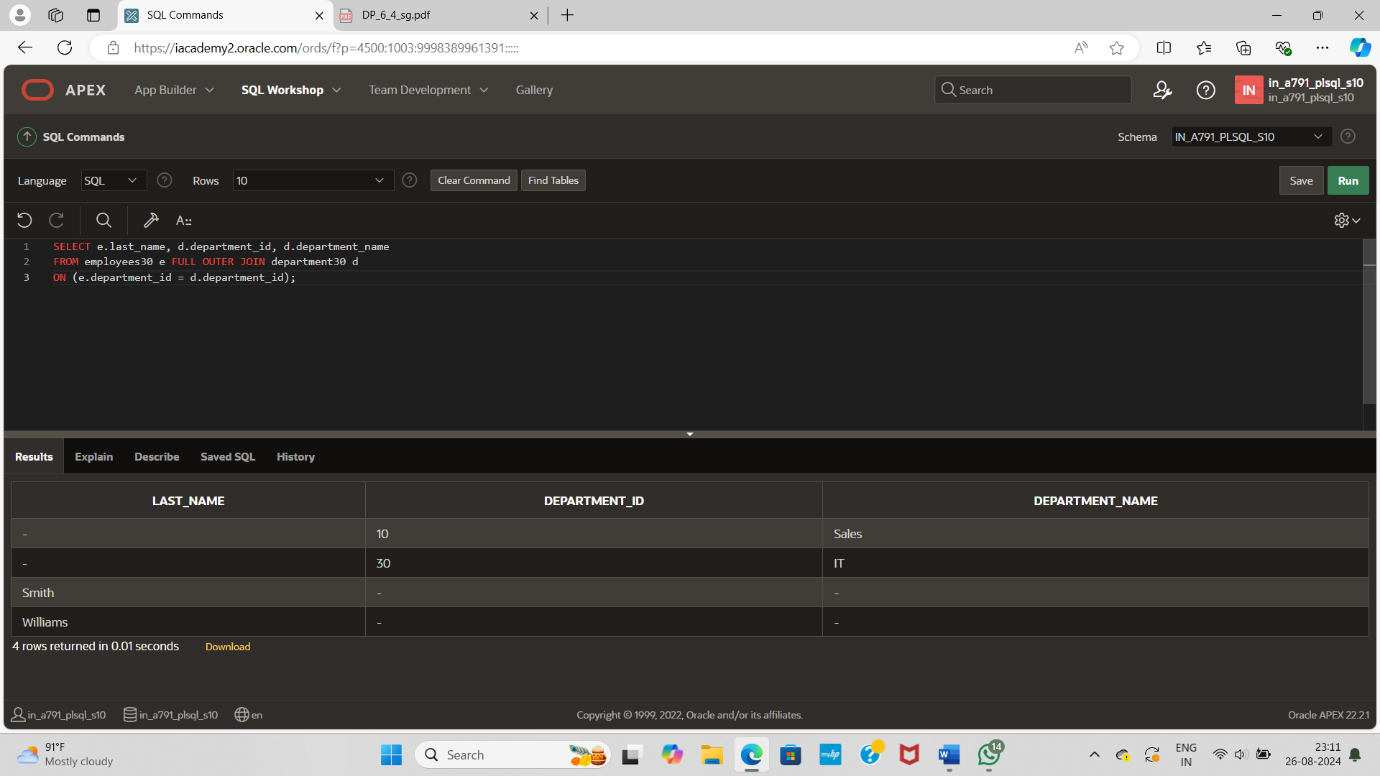 SQL Commands
DP_6_4_sg.pdf
https://iacademy2.oracle.com/ords/f?p=4500:1003:9998389961391:::::
APEX App Builder SQL Workshop Team Development Gallery Search IN in_a791_plsql_s10
in_a791_plsql_s10
SQL Commands Schema IN_A791_PLSQL_S10
Language SQL Rows 10 Clear Command Find Tables Save Run
1 SELECT e.last_name, d.department_id, d.department_name
2 FROM employees30 e FULL OUTER JOIN department30 d
3 ON (e.department_id = d.department_id);
Results Explain Describe Saved SQL History
LAST_NAME DEPARTMENT_ID DEPARTMENT_NAME
- 10 Sales
- 30 IT
Smith - -
Williams - -
4 rows returned in 0.01 seconds Download
in_a791_plsql_s10 in_a791_plsql_s10 en Copyright © 1999, 2022, Oracle and/or its affiliates. Oracle APEX 22.2.1
91°F
Mostly cloudy
Search
14
ENG
IN
23:11
26-08-2024